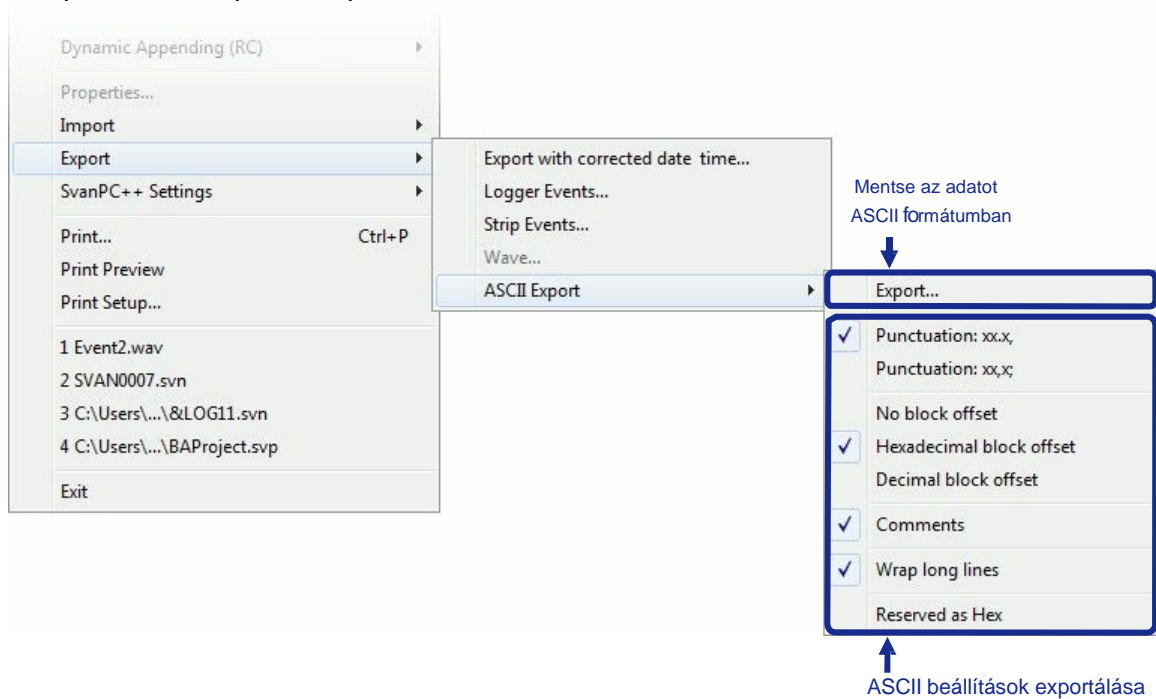 Dynamic Appending (RC)
Properties...
Import
Export
SvanPC++ Settings
Print... Ctrl+P
Print Preview
Print Setup...
1 Event2.wav
2 SVAN0007.svn
3 C:\Users\...\&LOG11.svn
4 C:\Users\...\BAProject.svp
Exit
Export with corrected date time...
Logger Events...
Strip Events...
Wave...
ASCII Export
Mentse az adatot
ASCII formátumban
Export...
Punctuation: xx.x,
Punctuation: xx,x;
No block offset
Hexadecimal block offset
Decimal block offset
Comments
Wrap long lines
Reserved as Hex
ASCII beállítások exportálása